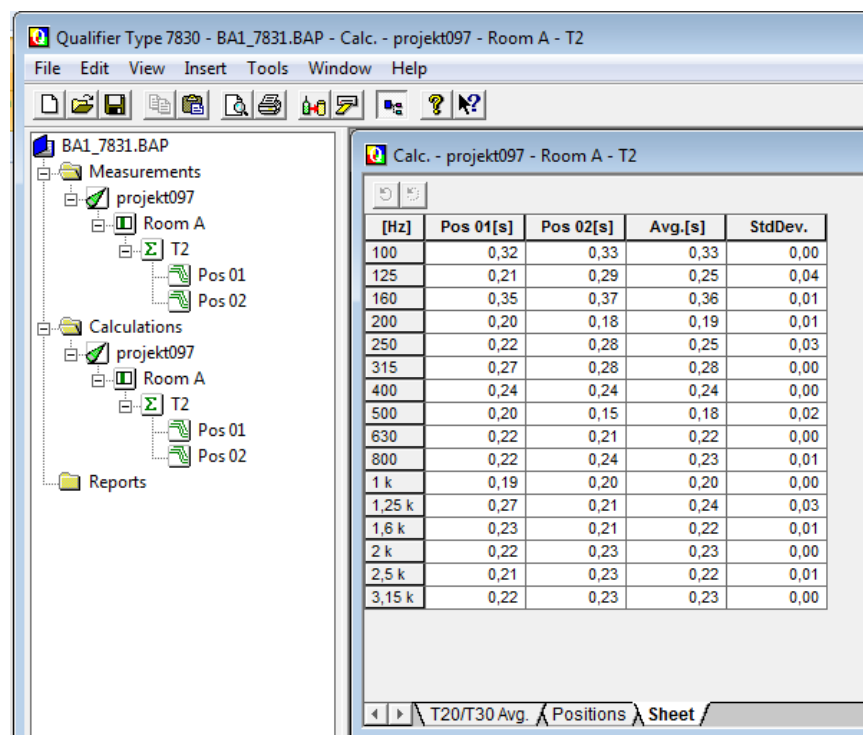 Qualifier Type 7830 - BA1_7831.BAP - Calc. - projekt097 - Room A - T2
File Edit View Insert Tools Window Help
BA1_7831.BAP
Measurements
projekt097
Room A
Σ T2
Pos 01
Pos 02
Calculations
projekt097
Room A
Σ T2
Pos 01
Pos 02
Reports
Calc. - projekt097 - Room A - T2
[Hz] Pos 01[s] Pos 02[s] Avg.[s] StdDev.
100 0,32 0,33 0,33 0,00
125 0,21 0,29 0,25 0,04
160 0,35 0,37 0,36 0,01
200 0,20 0,18 0,19 0,01
250 0,22 0,28 0,25 0,03
315 0,27 0,28 0,28 0,00
400 0,24 0,24 0,24 0,00
500 0,20 0,15 0,18 0,02
630 0,22 0,21 0,22 0,00
800 0,22 0,24 0,23 0,01
1 k 0,19 0,20 0,20 0,00
1,25 k 0,27 0,21 0,24 0,03
1,6 k 0,23 0,21 0,22 0,01
2 k 0,22 0,23 0,23 0,00
2,5 k 0,21 0,23 0,22 0,01
3,15 k 0,22 0,23 0,23 0,00
T20/T30 Avg. Positions Sheet